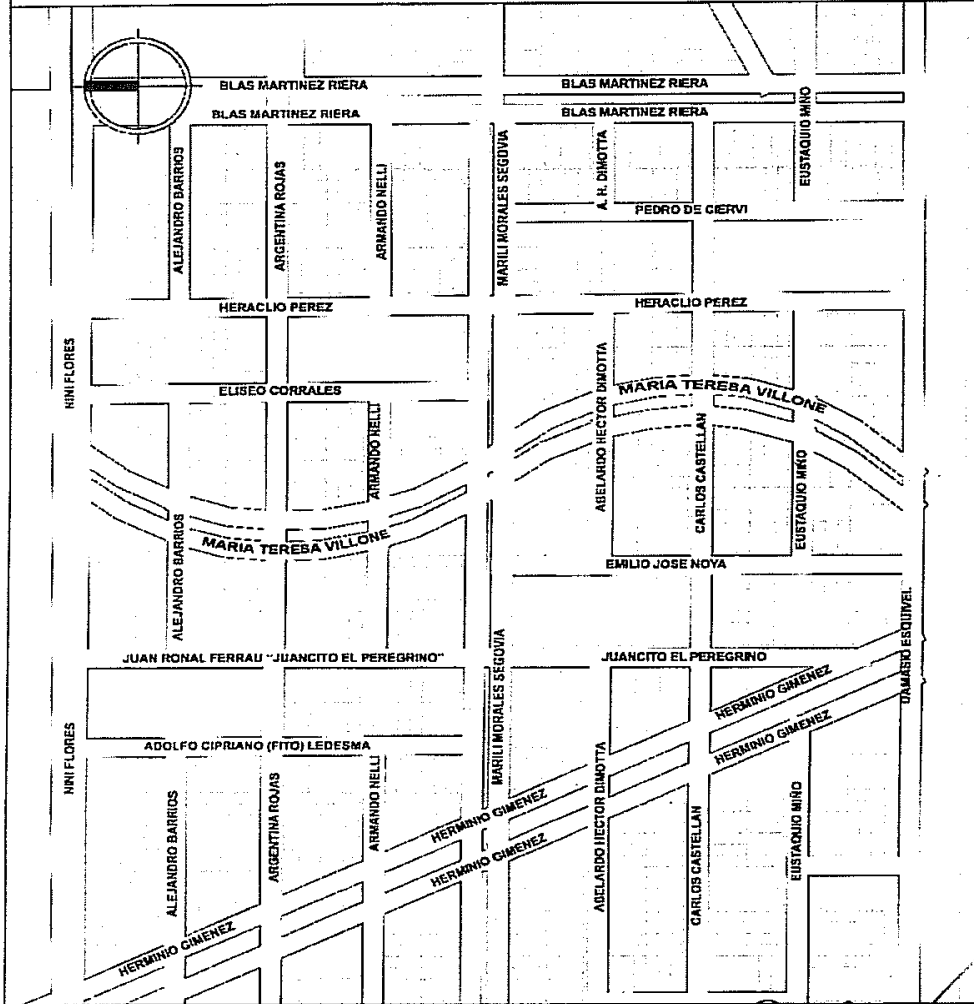 BLAS MARTINEZ RIERA
BLAS MARTINEZ RIERA
BLAS MARTINEZ RIERA
BLAS MARTINEZ RIERA
EUSTAQUIO MIÑO
ALEJANDRO BARRIOS
ARGENTINA ROJAS
ARMANDO NELLI
MARILI MORALES SEGOVIA
A. H. DIMOTTA
PEDRO DE CIERVI
HERACLIO PEREZ
HERACLIO PEREZ
NINI FLORES
ELISEO CORRALES
ARMANDO NELLI
ABELARDO HECTOR DIMOTTA
MARIA TERESA VILLONE
CARLOS CASTELLAN
EUSTAQUIO MIÑO
MARIA TERESA VILLONE
ALEJANDRO BARRIOS
EMILIO JOSE NOYA
DAMASIO ESQUIVEL
JUAN RONAL FERRAU "JUANCITO EL PEREGRINO"
MARILI MORALES SEGOVIA
JUANCITO EL PEREGRINO
HERMINIO GIMENEZ
HERMINIO GIMENEZ
NINI FLORES
ADOLFO CIPRIANO (FITO) LEDESMA
ALEJANDRO BARRIOS
ARGENTINA ROJAS
ARMANDO NELLI
HERMINIO GIMENEZ
HERMINIO GIMENEZ
ABELARDO HECTOR DIMOTTA
CARLOS CASTELLAN
EUSTAQUIO MIÑO
HERMINIO GIMENEZ